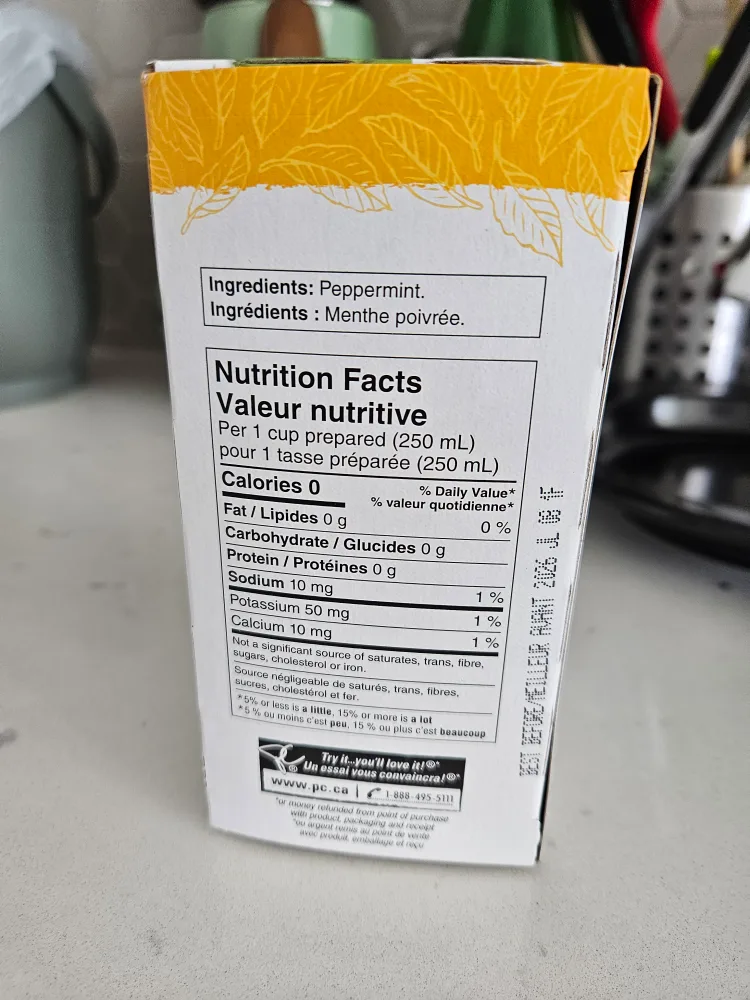 Ingredients: Peppermint.
Ingrédients : Menthe poivrée.
Nutrition Facts
Valeur nutritive
Per 1 cup prepared (250 mL)
pour 1 tasse préparée (250 mL)
Calories 0
% Daily Value*
% valeur quotidienne*
Fat / Lipides 0 g 0 %
Carbohydrate / Glucides 0 g
Protein / Protéines 0 g
Sodium 10 mg 1 %
Potassium 50 mg 1 %
Calcium 10 mg 1 %
Not a significant source of saturates, trans, fibre,
sugars, cholesterol or iron.
Source négligeable de saturés, trans, fibres,
sucres, cholestérol et fer.
*5% or less is a little, 15% or more is a lot
*5 % ou moins c'est peu, 15 % ou plus c'est beaucoup
PC®
Try it...you'll love it!®*
Un essai vous convaincra!®*
www.pc.ca | 1-888-495-5111
*or money refunded from point of purchase
with product, packaging and receipt
*ou argent remis au point de vente
avec produit, emballage et reçu
BEST BEFORE/MEILLEUR AVANT 2026 JL 08 F